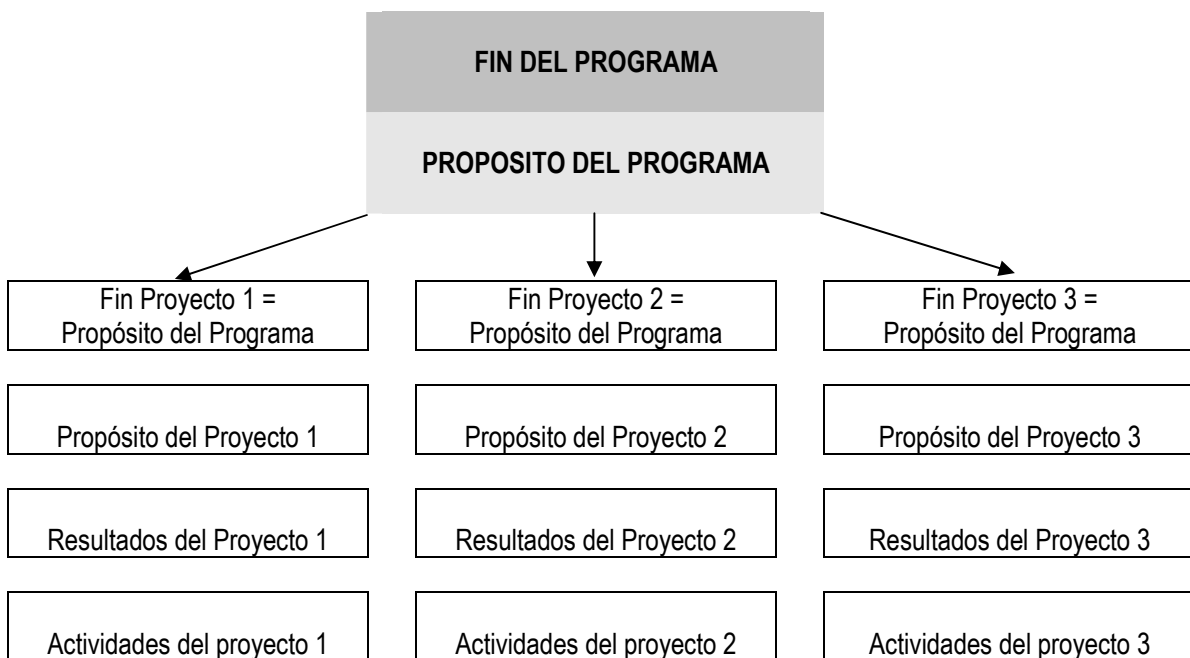 FIN DEL PROGRAMA
PROPOSITO DEL PROGRAMA
Fin Proyecto 1 =
Propósito del Programa
Fin Proyecto 2 =
Propósito del Programa
Fin Proyecto 3 =
Propósito del Programa
Propósito del Proyecto 1
Propósito del Proyecto 2
Propósito del Proyecto 3
Resultados del Proyecto 1
Resultados del Proyecto 2
Resultados del Proyecto 3
Actividades del proyecto 1
Actividades del proyecto 2
Actividades del proyecto 3